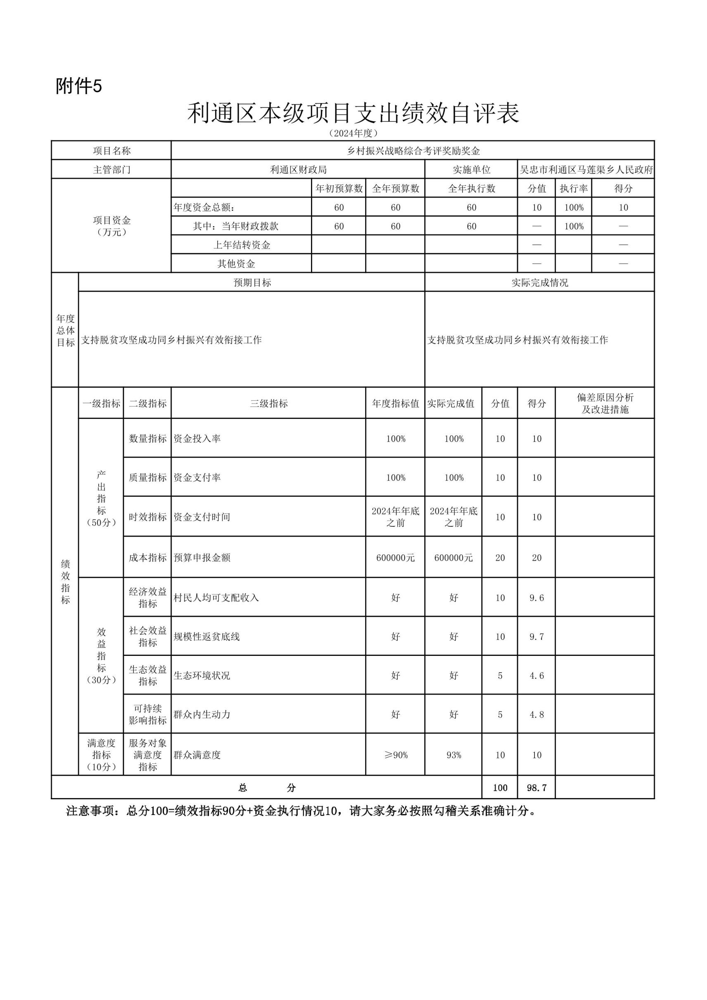 附件5
利通区本级项目支出绩效自评表
（2024年度）
项目名称 乡村振兴战略综合考评奖励奖金
主管部门 利通区财政局 实施单位 吴忠市利通区马莲渠乡人民政府
项目资金
（万元）
年初预算数 全年预算数 全年执行数 分值 执行率 得分
年度资金总额： 60 60 60 10 100% 10
其中：当年财政拨款 60 60 60 — 100% —
上年结转资金 — —
其他资金 — —
年度
总体
目标
预期目标 实际完成情况
支持脱贫攻坚成功同乡村振兴有效衔接工作 支持脱贫攻坚成功同乡村振兴有效衔接工作
绩
效
指
标
一级指标 二级指标 三级指标 年度指标值 实际完成值 分值 得分 偏差原因分析
及改进措施
产
出
指
标
（50分）
数量指标 资金投入率 100% 100% 10 10
质量指标 资金支付率 100% 100% 10 10
时效指标 资金支付时间 2024年年底
之前 2024年年底
之前 10 10
成本指标 预算申报金额 600000元 600000元 20 20
效
益
指
标
（30分）
经济效益
指标 村民人均可支配收入 好 好 10 9.6
社会效益
指标 规模性返贫底线 好 好 10 9.7
生态效益
指标 生态环境状况 好 好 5 4.6
可持续
影响指标 群众内生动力 好 好 5 4.8
满意度
指标
（10分）
服务对象
满意度
指标 群众满意度 ≥90% 93% 10 10
总 分 100 98.7
注意事项：总分100=绩效指标90分+资金执行情况10，请大家务必按照勾稽关系准确计分。